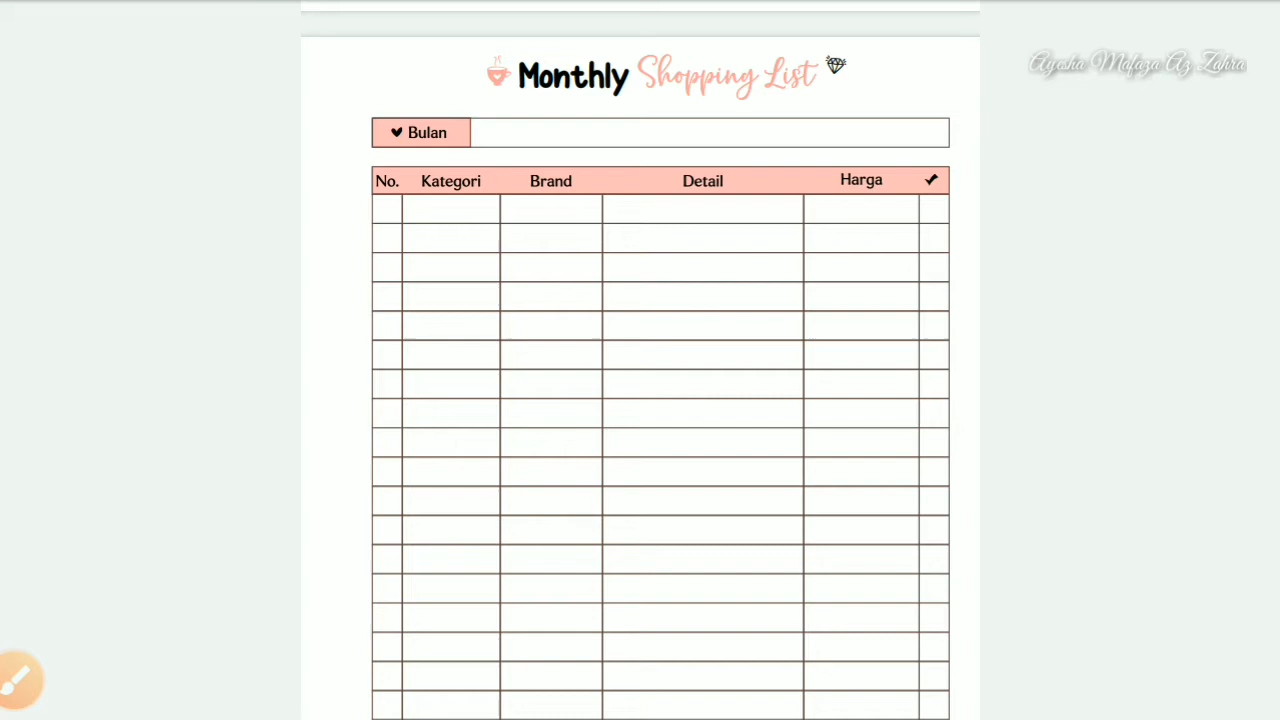 Monthly Shopping List
Ayesha Mafaza Az Zahra
Bulan
No. Kategori Brand Detail Harga